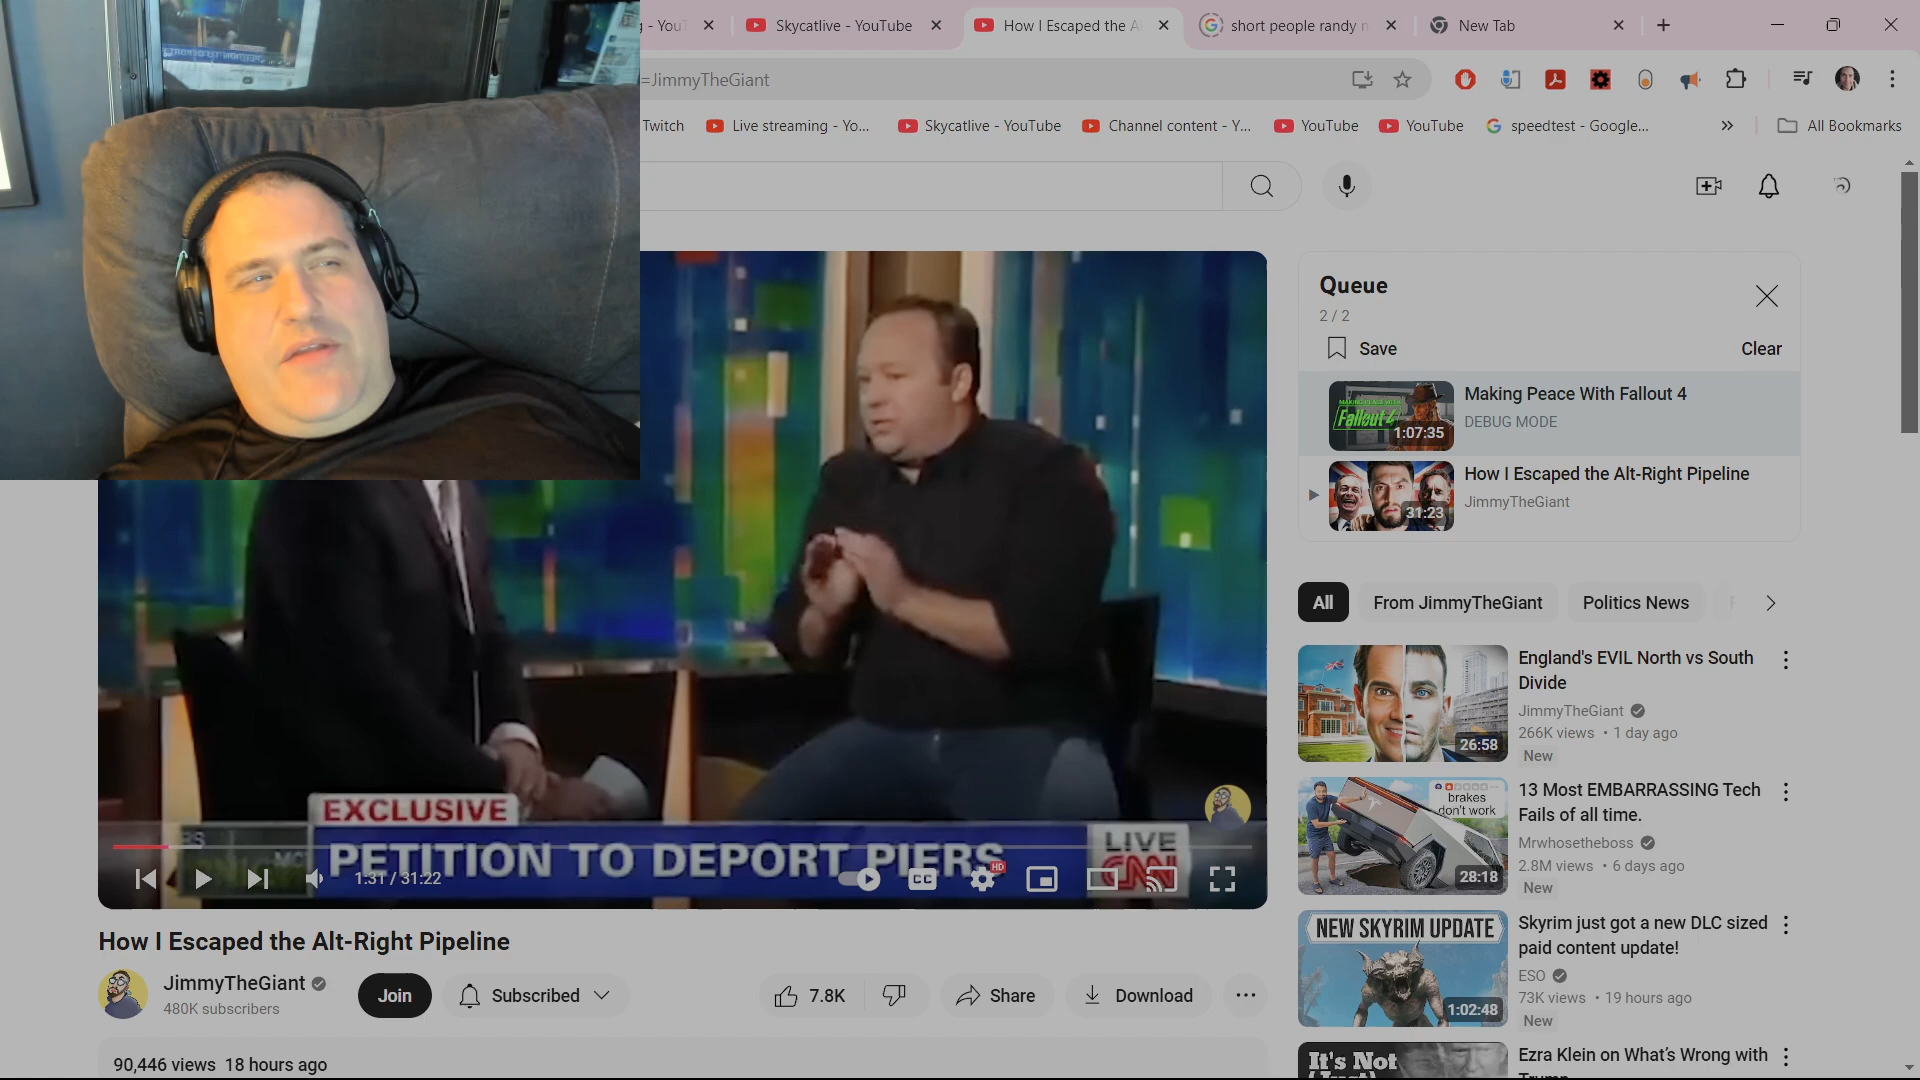 Skycatlive - YouTube
How I Escaped the A
short people randy n
New Tab
=JimmyTheGiant
Twitch
Live streaming - Yo...
Skycatlive - YouTube
Channel content - Y...
YouTube
YouTube
speedtest - Google...
»
All Bookmarks
Queue
2 / 2
Save
Clear
MAKING PEACE WITH
Fallout 4
1:07:35
Making Peace With Fallout 4
DEBUG MODE
31:23
How I Escaped the Alt-Right Pipeline
JimmyTheGiant
All
From JimmyTheGiant
Politics News
26:58
England's EVIL North vs South
Divide
JimmyTheGiant
266K views • 1 day ago
New
brakes
don't work
28:18
13 Most EMBARRASSING Tech
Fails of all time.
Mrwhosetheboss
2.8M views • 6 days ago
New
NEW SKYRIM UPDATE
1:02:48
Skyrim just got a new DLC sized
paid content update!
ESO
73K views • 19 hours ago
New
It's Not
Ezra Klein on What's Wrong with
EXCLUSIVE
PETITION TO DEPORT PIERS
LIVE
CNN
1:31 / 31:22
CC
HD
How I Escaped the Alt-Right Pipeline
JimmyTheGiant
480K subscribers
Join
Subscribed
7.8K
Share
Download
90,446 views 18 hours ago